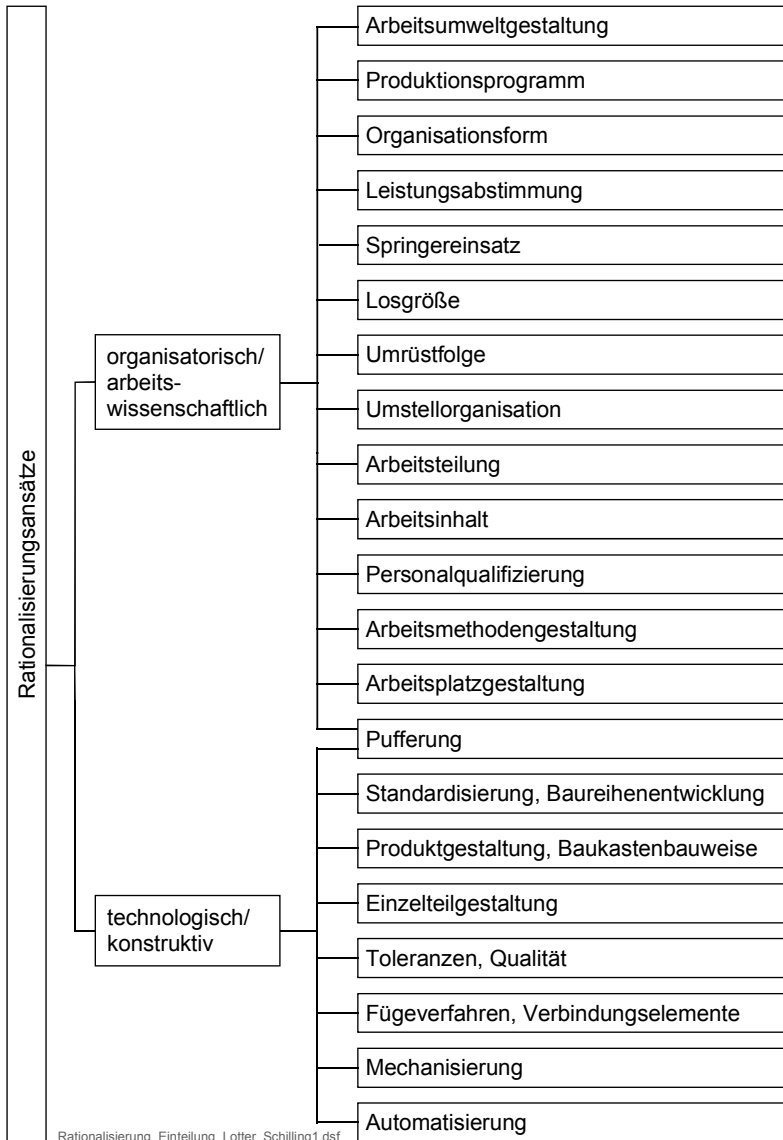 Rationalisierungsansätze
organisatorisch/
arbeits-
wissenschaftlich
Arbeitsumweltgestaltung
Produktionsprogramm
Organisationsform
Leistungsabstimmung
Springereinsatz
Losgröße
Umrüstfolge
Umstellorganisation
Arbeitsteilung
Arbeitsinhalt
Personalqualifizierung
Arbeitsmethodengestaltung
Arbeitsplatzgestaltung
Pufferung
technologisch/
konstruktiv
Standardisierung, Baureihenentwicklung
Produktgestaltung, Baukastenbauweise
Einzelteilgestaltung
Toleranzen, Qualität
Fügeverfahren, Verbindungselemente
Mechanisierung
Automatisierung
Rationalisierung_Einteilung_Lotter_Schilling1.dsf